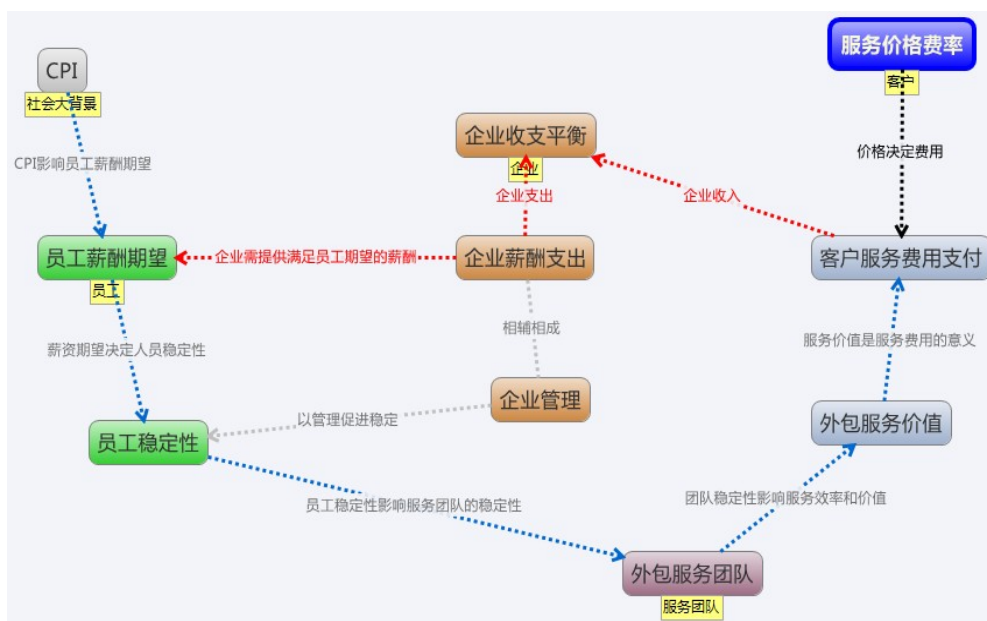 服务价格费率
客户
CPI
社会大背景
企业收支平衡
企业
价格决定费用
CPI影响员工薪酬期望
企业支出
企业收入
员工薪酬期望
员工
企业需提供满足员工期望的薪酬
企业薪酬支出
客户服务费用支付
相辅相成
薪资期望决定人员稳定性
服务价值是服务费用的意义
企业管理
以管理促进稳定
外包服务价值
员工稳定性
员工稳定性影响服务团队的稳定性
团队稳定性影响服务效率和价值
外包服务团队
服务团队